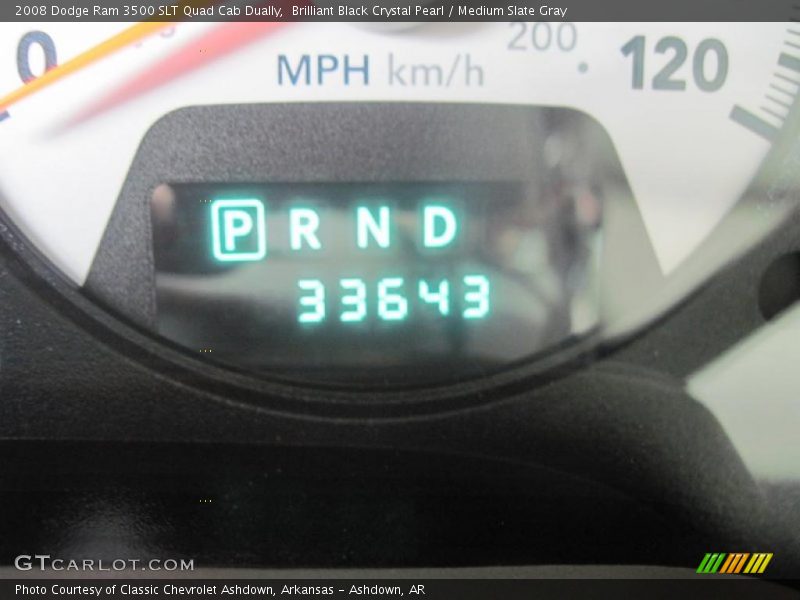 2008 Dodge Ram 3500 SLT Quad Cab Dually,  Brilliant Black Crystal Pearl / Medium Slate Gray
0
200
MPH km/h
120
P R N D
33643
GTCARLOT.COM
Photo Courtesy of Classic Chevrolet Ashdown, Arkansas - Ashdown, AR